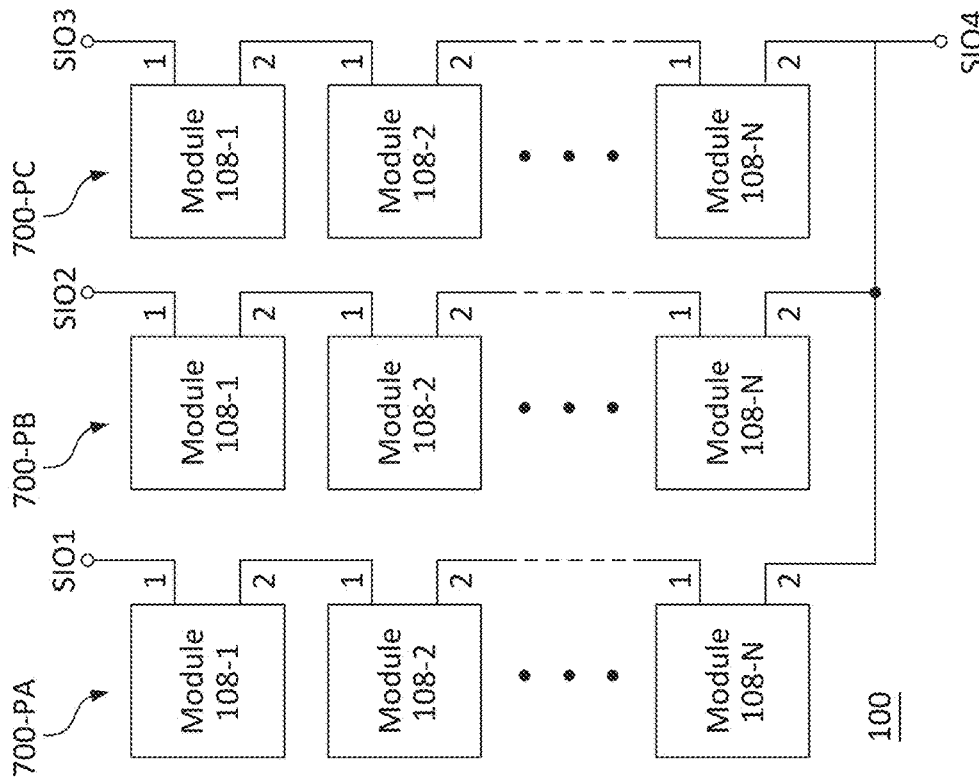 700-PA
SIO1
Module
108-1
1
2
Module
108-2
1
2
Module
108-N
1
2
700-PB
SIO2
Module
108-1
1
2
Module
108-2
1
2
Module
108-N
1
2
700-PC
SIO3
Module
108-1
1
2
Module
108-2
1
2
Module
108-N
1
2
SIO4
100